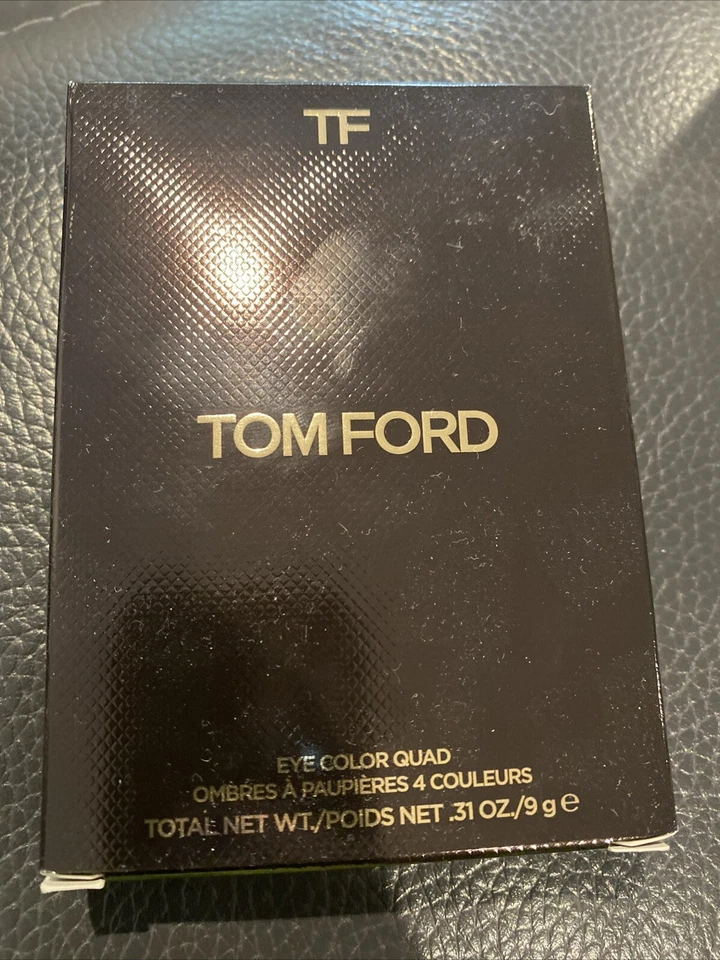 TF
TOM FORD
EYE COLOR QUAD
OMBRES À PAUPIÈRES 4 COULEURS
TOTAL NET WT./POIDS NET .31 OZ./9 g e